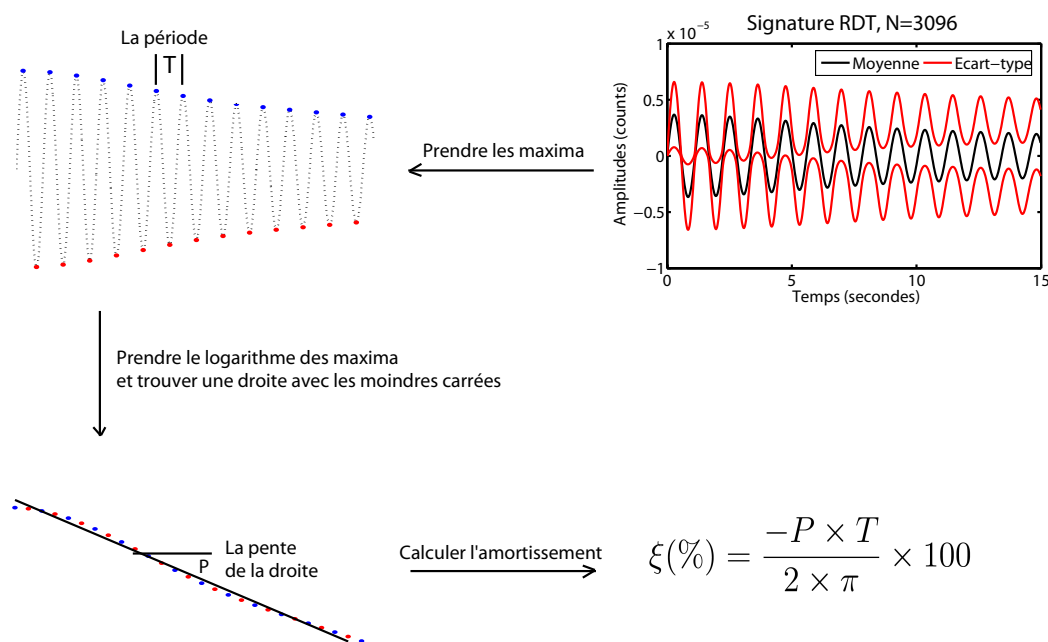 La période
T
Prendre les maxima
Signature RDT, N=3096
x 10⁻⁵
1
0.5
0
−0.5
−1
Moyenne
Ecart−type
Amplitudes (counts)
0
5
10
15
Temps (secondes)
Prendre le logarithme des maxima
et trouver une droite avec les moindres carrées
La pente
de la droite
P
Calculer l'amortissement
ξ(%) = \frac{−P × T}{2 × π} × 100